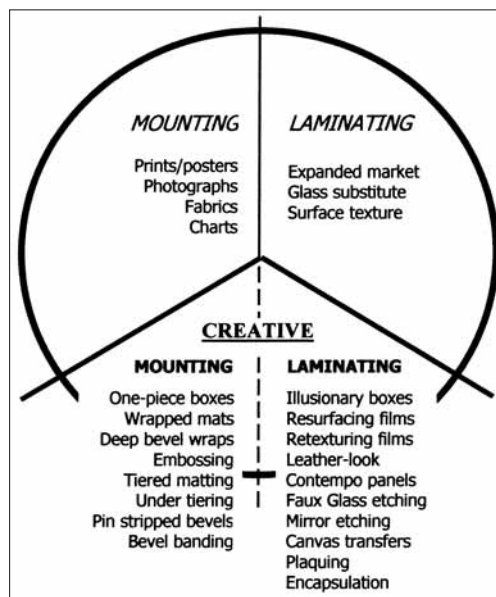 MOUNTING
Prints/posters
Photographs
Fabrics
Charts
LAMINATING
Expanded market
Glass substitute
Surface texture
CREATIVE
MOUNTING
One-piece boxes
Wrapped mats
Deep bevel wraps
Embossing
Tiered matting
Under tiering
Pin stripped bevels
Bevel banding
LAMINATING
Illusionary boxes
Resurfacing films
Retexturing films
Leather-look
Contempo panels
Faux Glass etching
Mirror etching
Canvas transfers
Plaquing
Encapsulation